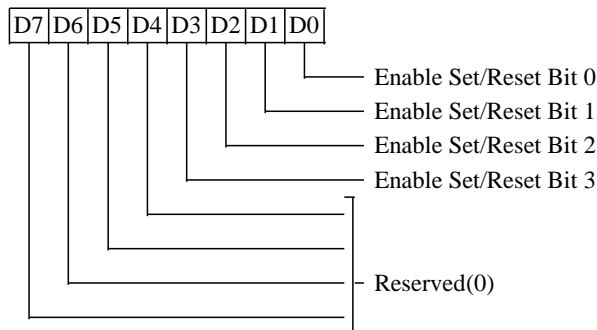 D7 D6 D5 D4 D3 D2 D1 D0
Enable Set/Reset Bit 0
Enable Set/Reset Bit 1
Enable Set/Reset Bit 2
Enable Set/Reset Bit 3
Reserved(0)